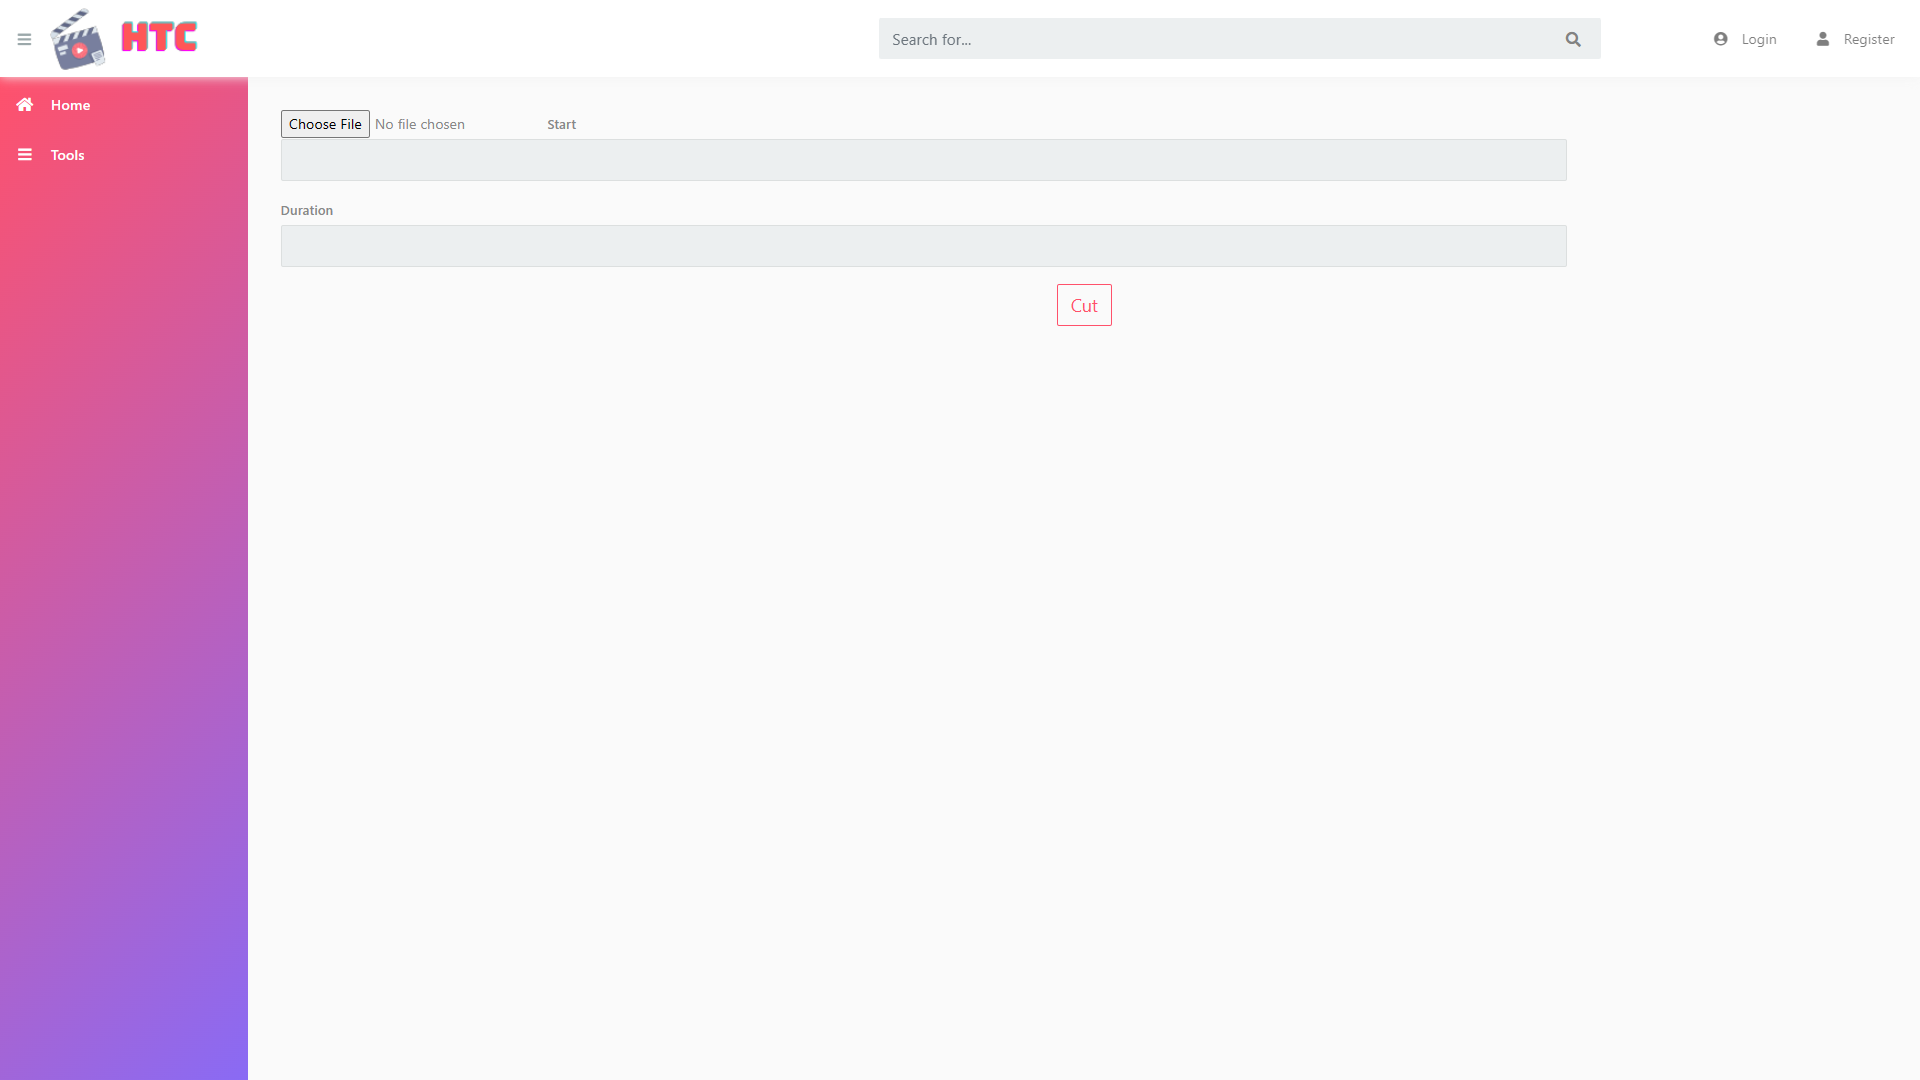 HTC
Search for...
Login
Register
Home
Tools
Choose File No file chosen
Start
Duration
Cut